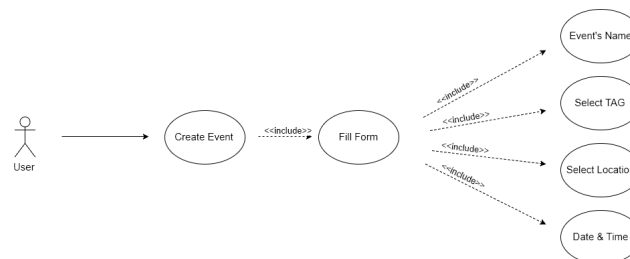 Event's Name
<<include>>
Select TAG
<<include>>
Create Event
<<include>>
Fill Form
<<include>>
User
Select Locatio
<<include>>
Date & Time